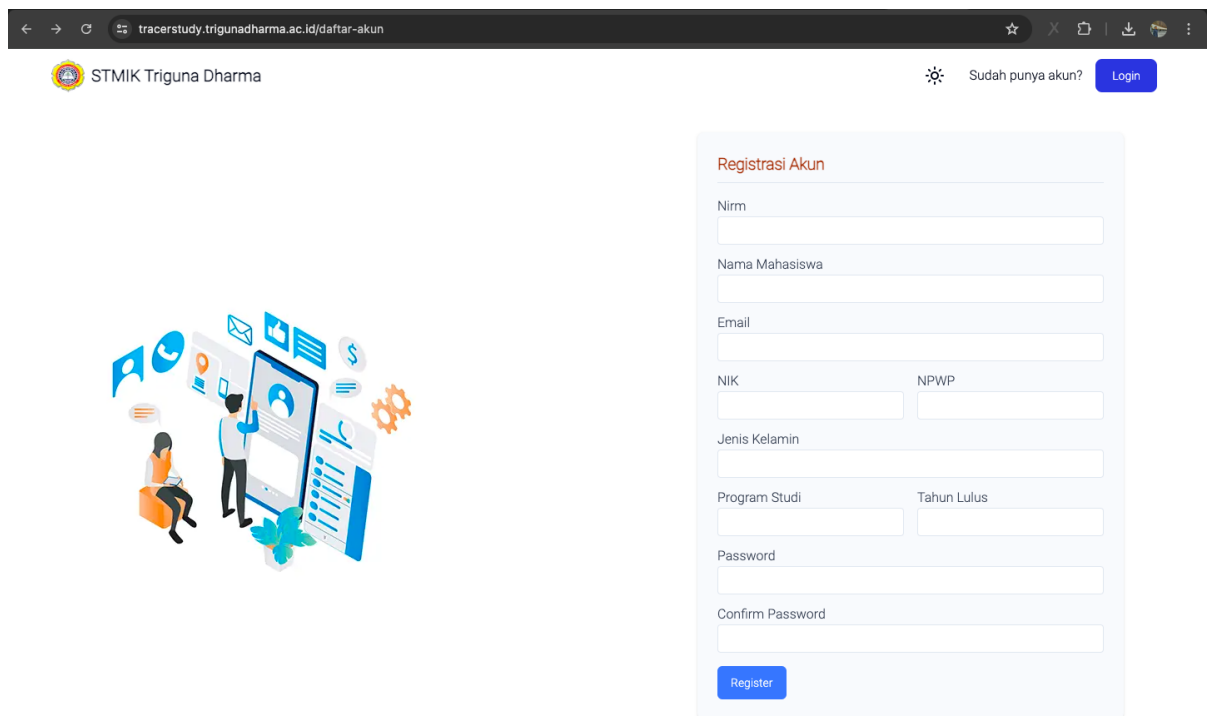 tracerstudy.trigunadharma.ac.id/daftar-akun
STMIK Triguna Dharma
Sudah punya akun? Login
Registrasi Akun
Nirm
Nama Mahasiswa
Email
NIK NPWP
Jenis Kelamin
Program Studi Tahun Lulus
Password
Confirm Password
Register